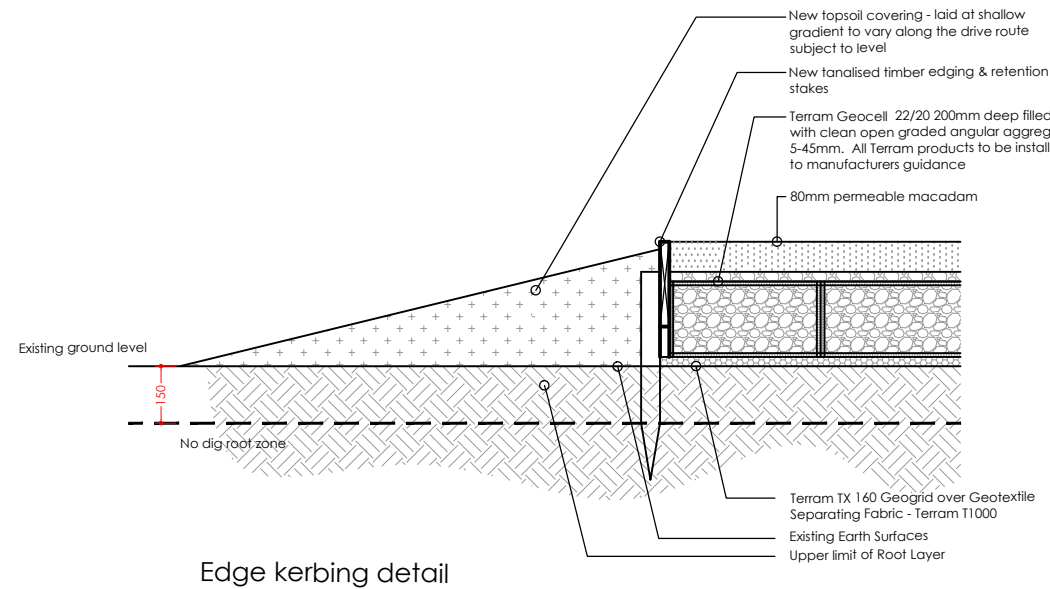 New topsoil covering - laid at shallow
gradient to vary along the drive route
subject to level
New tanalised timber edging & retention
stakes
Terram Geocell 22/20 200mm deep filled
with clean open graded angular aggreg
5-45mm. All Terram products to be install
to manufacturers guidance
80mm permeable macadam
Existing ground level
150
No dig root zone
Terram TX 160 Geogrid over Geotextile
Separating Fabric - Terram T1000
Existing Earth Surfaces
Upper limit of Root Layer
Edge kerbing detail